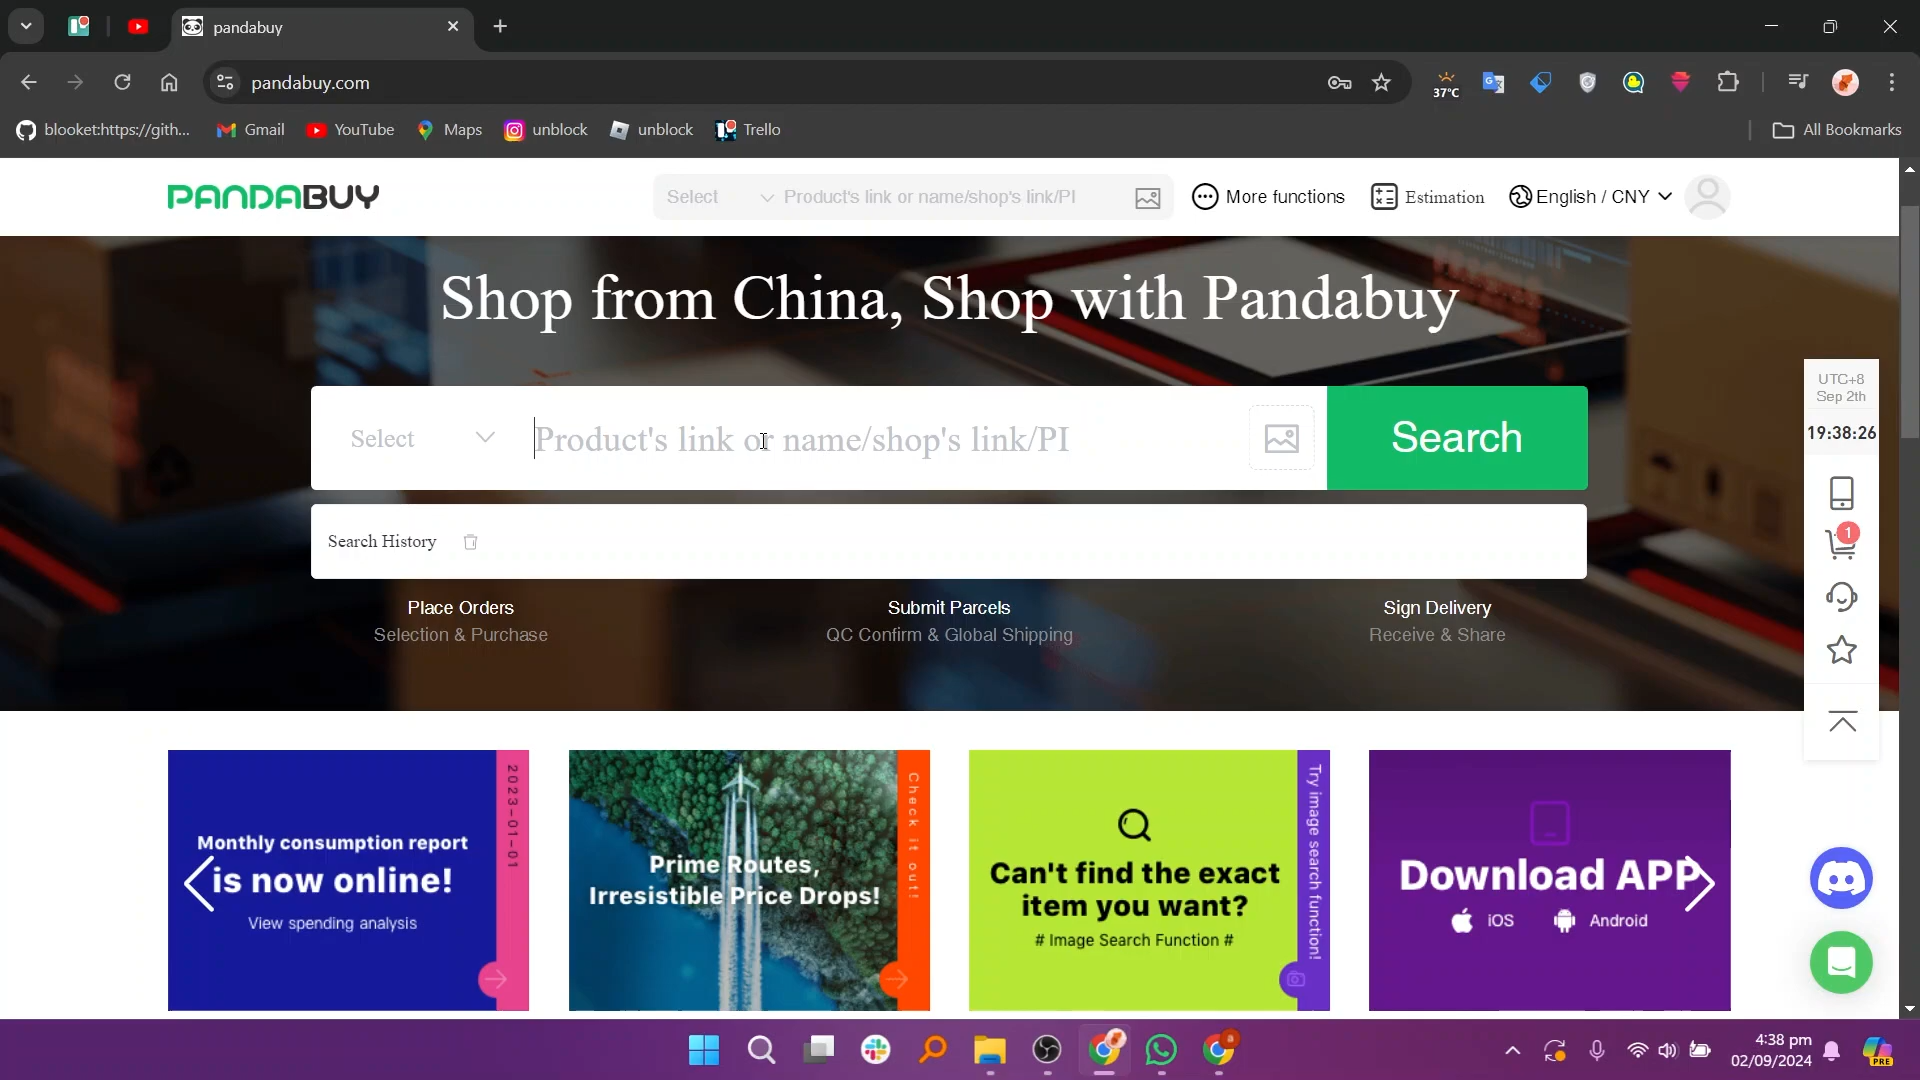 pandabuy
pandabuy.com
37°C
blooket:https://gith...
Gmail
YouTube
Maps
unblock
unblock
Trello
All Bookmarks
PANDABUY
Select
Product's link or name/shop's link/PI
More functions
Estimation
English / CNY
Shop from China, Shop with Pandabuy
Select
Product's link or name/shop's link/PI
Search
Search History
Place Orders
Selection & Purchase
Submit Parcels
QC Confirm & Global Shipping
Sign Delivery
Receive & Share
UTC+8
Sep 2th
19:38:26
1
Monthly consumption report
is now online!
View spending analysis
2023-01-01
Prime Routes,
Irresistible Price Drops!
Check it out!
Can't find the exact
item you want?
# Image Search Function #
Try image search function!
Download APP
iOS
Android
4:38 pm
02/09/2024
PRE